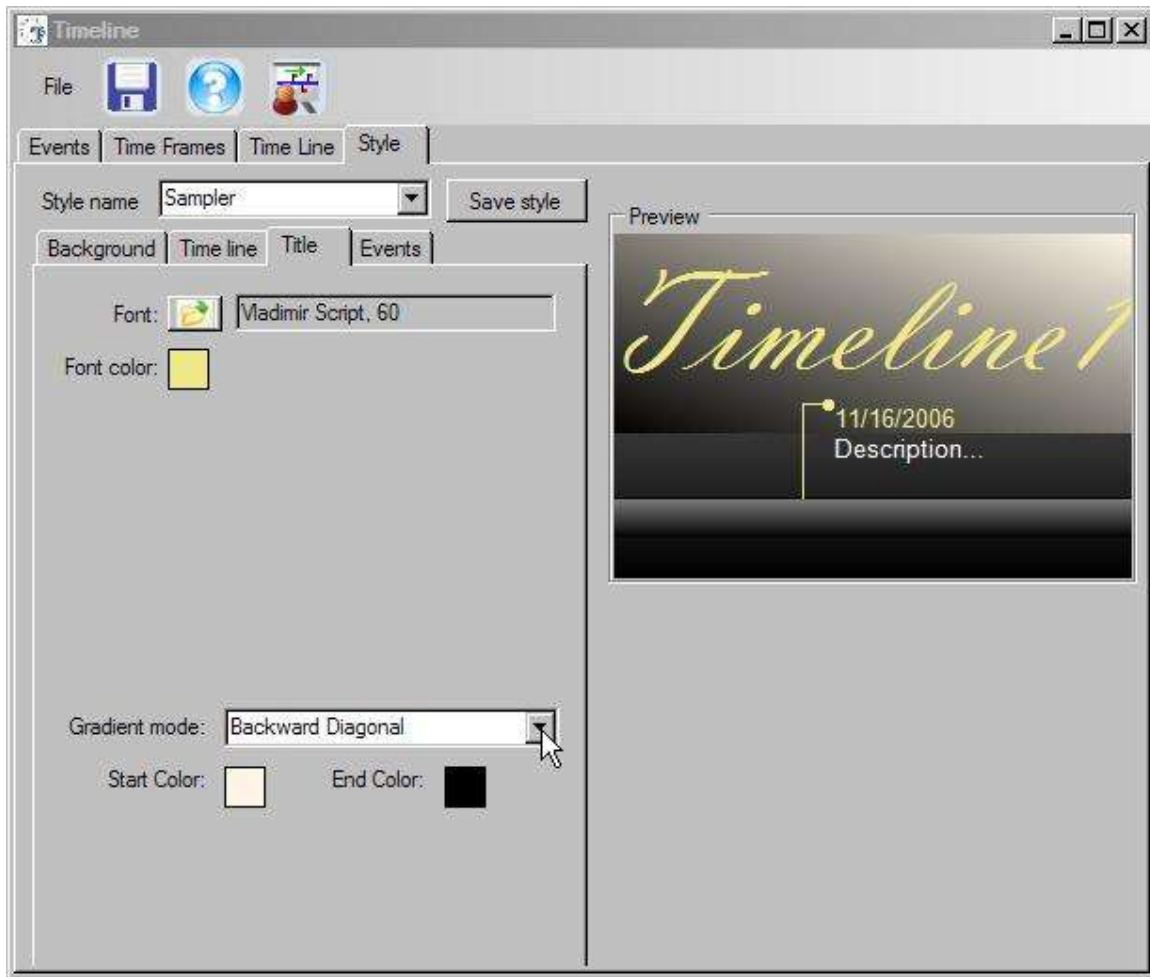 Timeline
File
Events Time Frames Time Line Style
Style name Sampler Save style
Background Time line Title Events
Font: Vladimir Script, 60
Font color:
Gradient mode: Backward Diagonal
Start Color: End Color:
Preview
Timeline1
11/16/2006
Description...